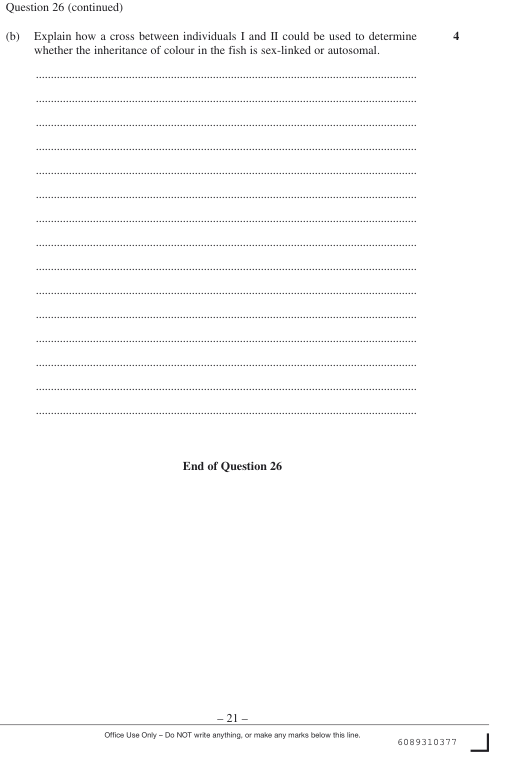 Question 26 (continued)
(b) Explain how a cross between individuals I and II could be used to determine 4
whether the inheritance of colour in the fish is sex-linked or autosomal.
End of Question 26
– 21 –
Office Use Only – Do NOT write anything, or make any marks below this line.
6089310377